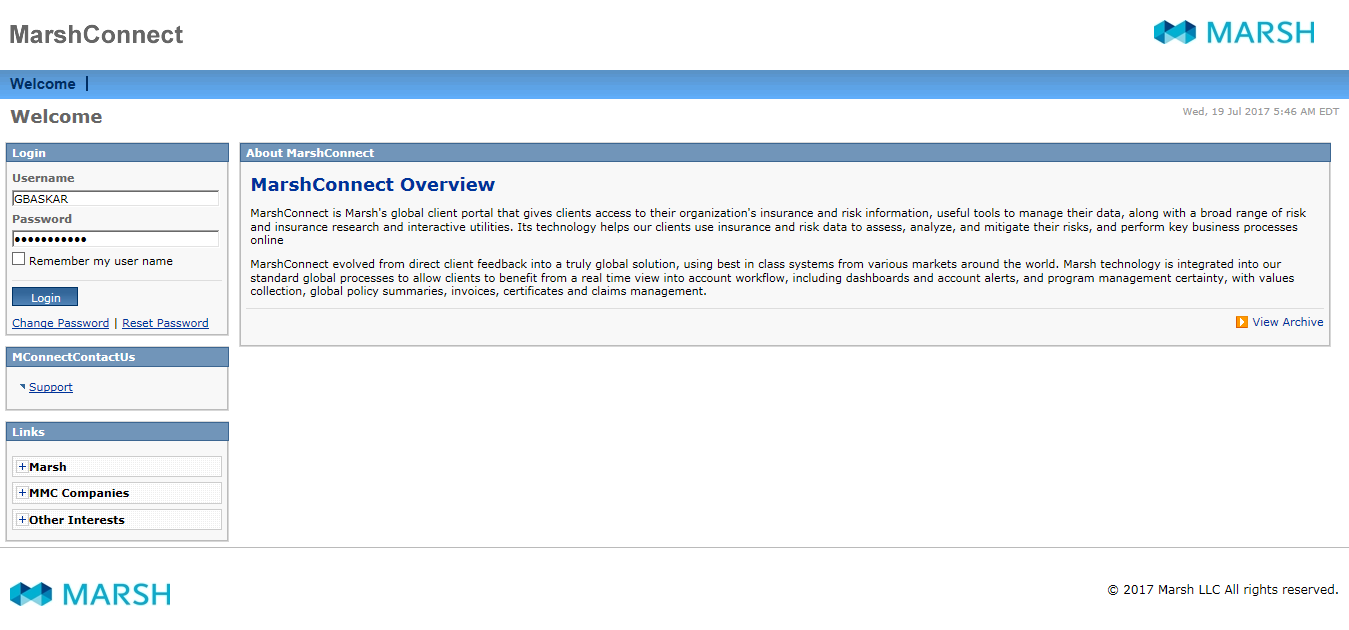 MarshConnect
MARSH
Welcome |
Welcome
Wed, 19 Jul 2017 5:46 AM EDT
Login
Username
GBASKAR
Password
•••••••••••
Remember my user name
Login
Change Password | Reset Password
MConnectContactUs
Support
Links
Marsh
MMC Companies
Other Interests
About MarshConnect
MarshConnect Overview
MarshConnect is Marsh's global client portal that gives clients access to their organization's insurance and risk information, useful tools to manage their data, along with a broad range of risk
and insurance research and interactive utilities. Its technology helps our clients use insurance and risk data to assess, analyze, and mitigate their risks, and perform key business processes
online
MarshConnect evolved from direct client feedback into a truly global solution, using best in class systems from various markets around the world. Marsh technology is integrated into our
standard global processes to allow clients to benefit from a real time view into account workflow, including dashboards and account alerts, and program management certainty, with values
collection, global policy summaries, invoices, certificates and claims management.
View Archive
MARSH
© 2017 Marsh LLC All rights reserved.